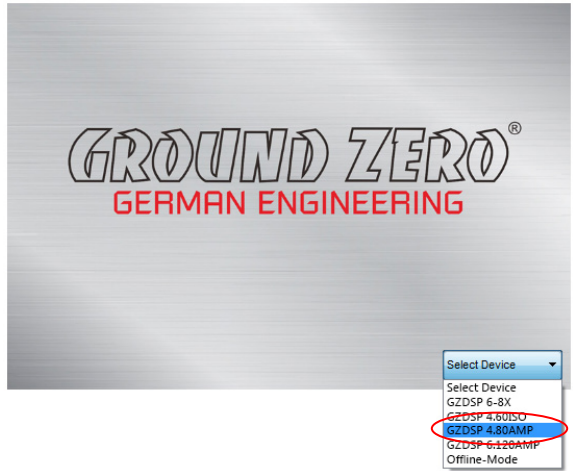 GROUND ZERO®
GERMAN ENGINEERING
Select Device
Select Device
GZDSP 6-8X
GZDSP 4.60ISO
GZDSP 4.80AMP
GZDSP 6.120AMP
Offline-Mode